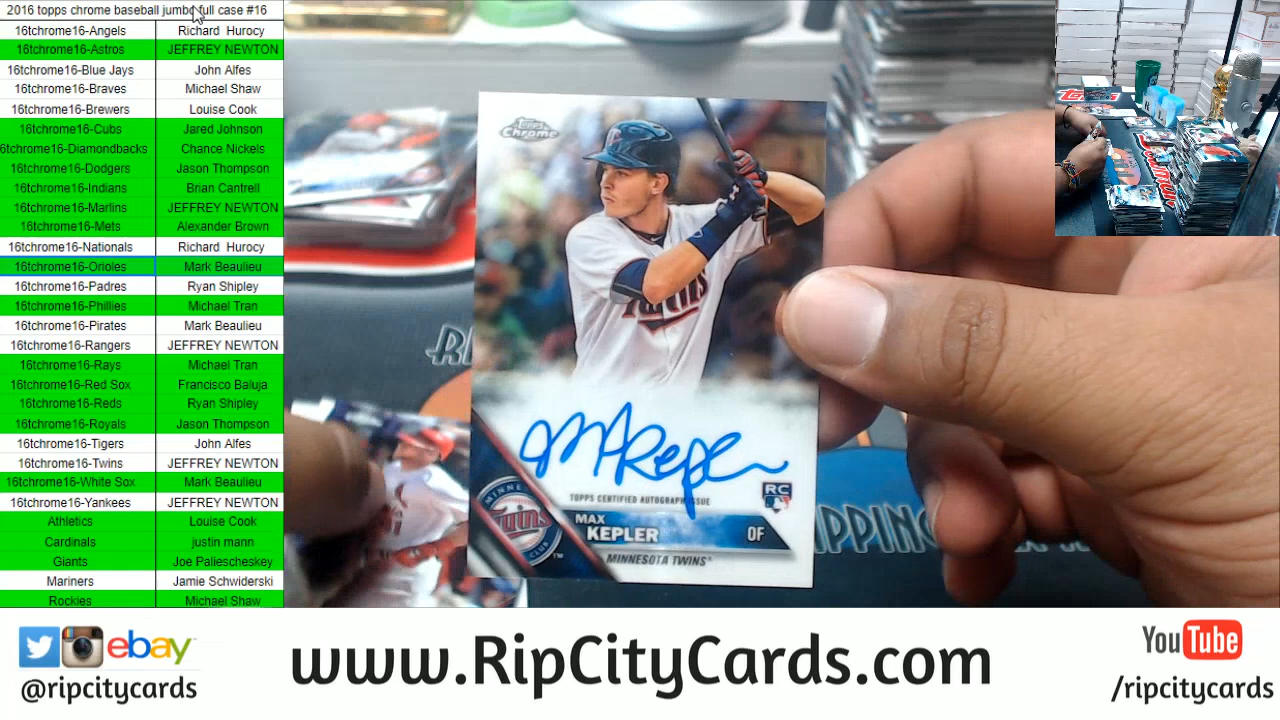 2016 topps chrome baseball jumbo full case #16
16tchrome16-Angels Richard Hurocy
16tchrome16-Astros JEFFREY NEWTON
16tchrome16-Blue Jays John Alfes
16tchrome16-Braves Michael Shaw
16tchrome16-Brewers Louise Cook
16tchrome16-Cubs Jared Johnson
6tchrome16-Diamondbacks Chance Nickels
16tchrome16-Dodgers Jason Thompson
16tchrome16-Indians Brian Cantrell
16tchrome16-Marlins JEFFREY NEWTON
16tchrome16-Mets Alexander Brown
16tchrome16-Nationals Richard Hurocy
16tchrome16-Orioles Mark Beaulieu
16tchrome16-Padres Ryan Shipley
16tchrome16-Phillies Michael Tran
16tchrome16-Pirates Mark Beaulieu
16tchrome16-Rangers JEFFREY NEWTON
16tchrome16-Rays Michael Tran
16tchrome16-Red Sox Francisco Baluja
16tchrome16-Reds Ryan Shipley
16tchrome16-Royals Jason Thompson
16tchrome16-Tigers John Alfes
16tchrome16-Twins JEFFREY NEWTON
16tchrome16-White Sox Mark Beaulieu
16tchrome16-Yankees JEFFREY NEWTON
Athletics Louise Cook
Cardinals justin mann
Giants Joe Paliescheskey
Mariners Jamie Schwiderski
Rockies Michael Shaw
Topps
Chrome
Twins
M Kepler
TOPPS CERTIFIED AUTOGRAPH ISSUE
RC
Twins
MAX
KEPLER OF
MINNESOTA TWINS
RI
IPPING
ebay
@ripcitycards
www.RipCityCards.com
YouTube
/ripcitycards